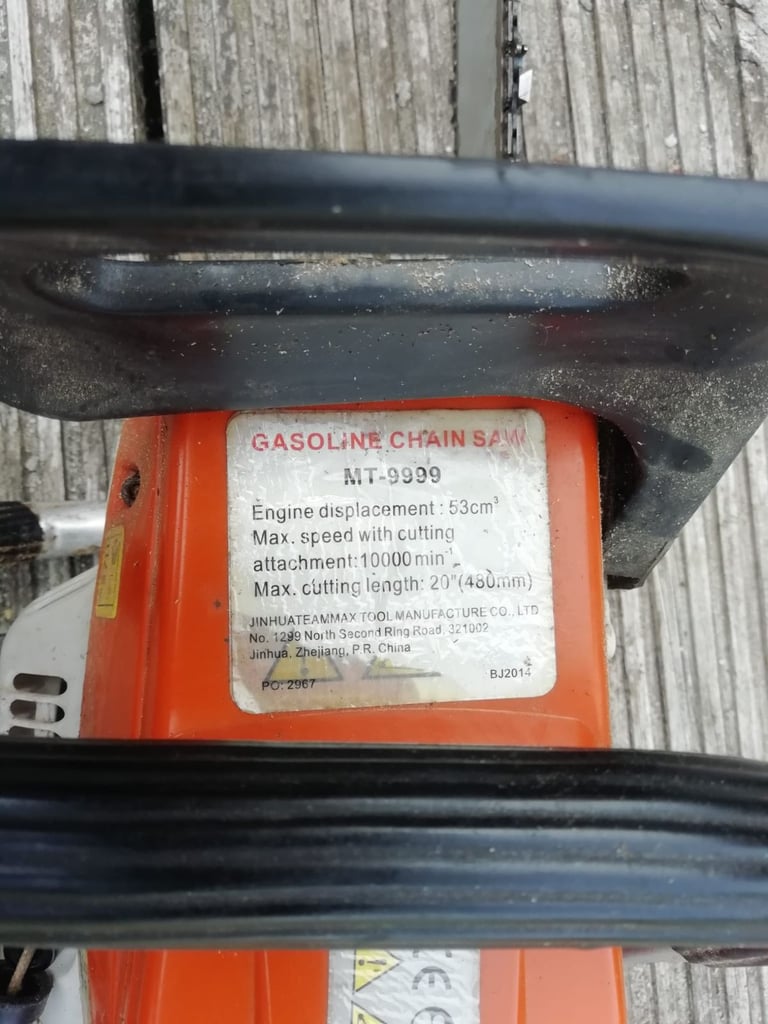 GASOLINE CHAIN SAW
MT-9999
Engine displacement : 53cm³
Max. speed with cutting
attachment:10000 min⁻¹
Max. cutting length: 20"(480mm)
JINHUATEAMMAX TOOL MANUFACTURE CO., LTD
No. 1299 North Second Ring Road, 321002
Jinhua, Zhejiang, P.R. China
PO: 2967 BJ2014
CE